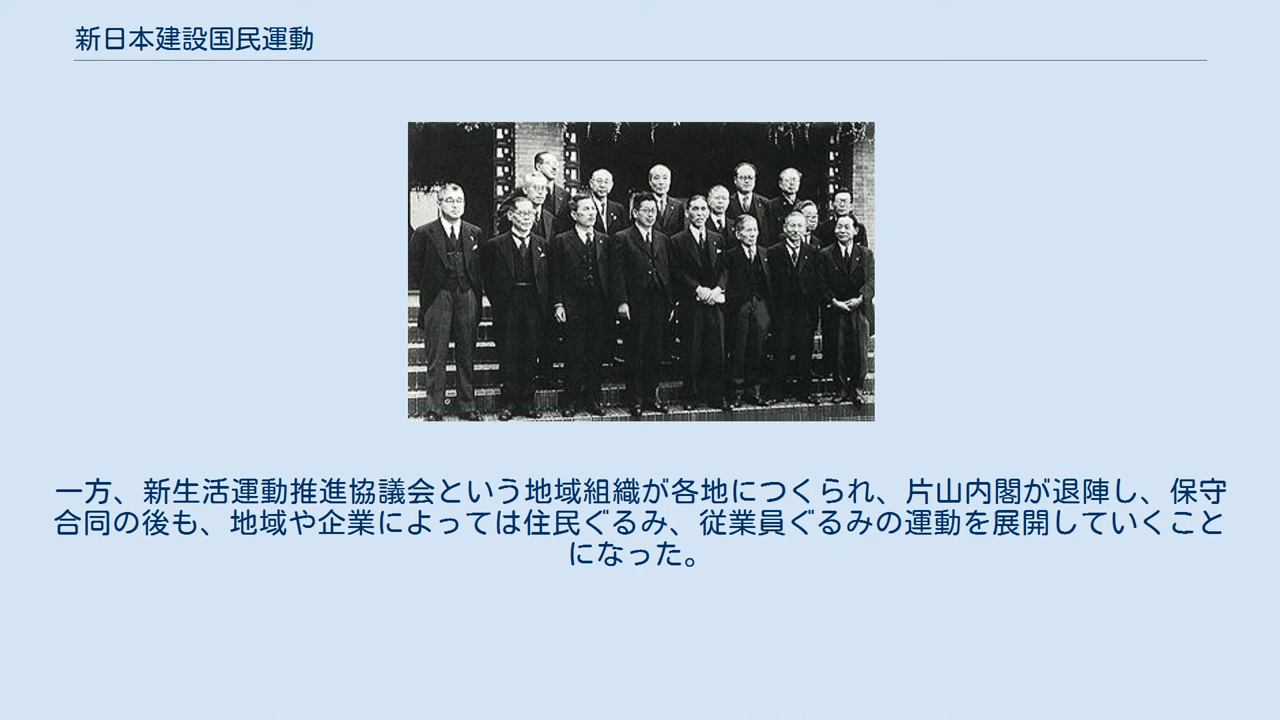 新日本建設国民運動
一方、新生活運動推進協議会という地域組織が各地につくられ、片山内閣が退陣し、保守
合同の後も、地域や企業によっては住民ぐるみ、従業員ぐるみの運動を展開していくこと
になった。